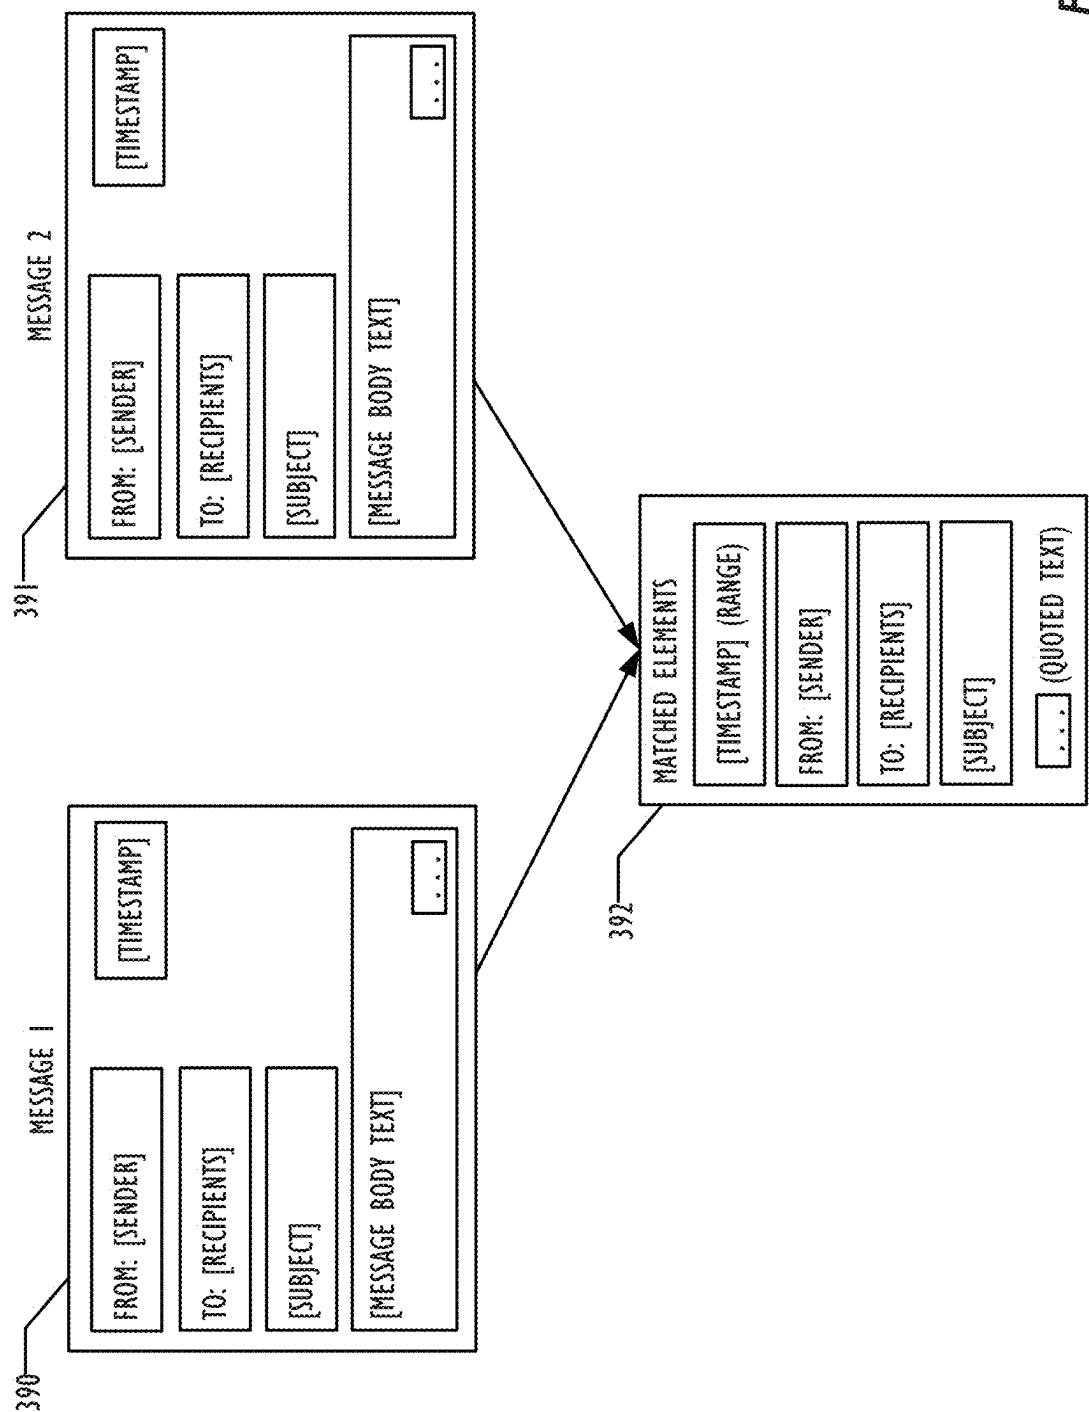 MESSAGE 1
390
FROM: [SENDER]
[TIMESTAMP]
TO: [RECIPIENTS]
[SUBJECT]
[MESSAGE BODY TEXT]
...
MESSAGE 2
391
FROM: [SENDER]
[TIMESTAMP]
TO: [RECIPIENTS]
[SUBJECT]
[MESSAGE BODY TEXT]
...
392
MATCHED ELEMENTS
[TIMESTAMP] (RANGE)
FROM: [SENDER]
TO: [RECIPIENTS]
[SUBJECT]
... (QUOTED TEXT)